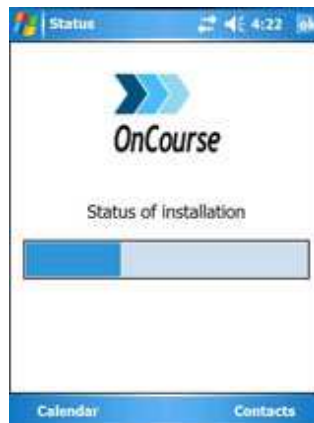 Status 4:22 ok
OnCourse
Status of installation
Calendar Contacts